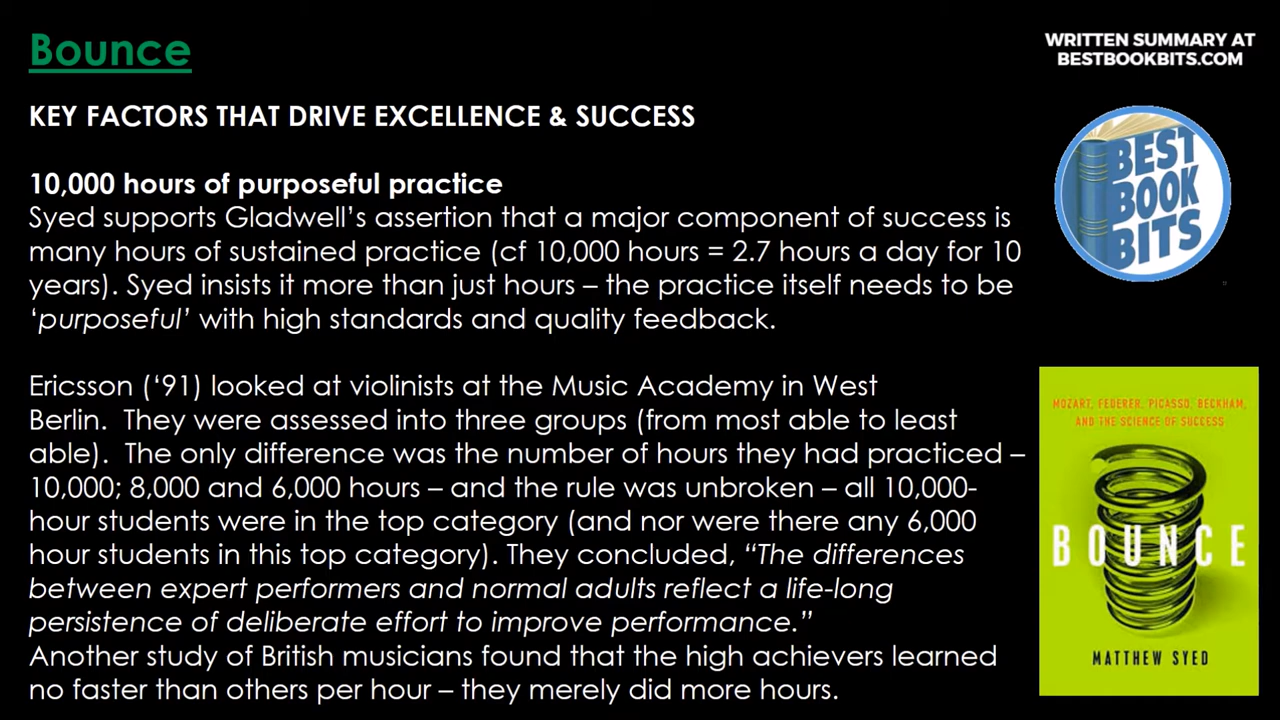 Bounce
WRITTEN SUMMARY AT
BESTBOOKBITS.COM
KEY FACTORS THAT DRIVE EXCELLENCE & SUCCESS
10,000 hours of purposeful practice
Syed supports Gladwell’s assertion that a major component of success is
many hours of sustained practice (cf 10,000 hours = 2.7 hours a day for 10
years). Syed insists it more than just hours – the practice itself needs to be
‘purposeful’ with high standards and quality feedback.
Ericsson (‘91) looked at violinists at the Music Academy in West
Berlin.  They were assessed into three groups (from most able to least
able).  The only difference was the number of hours they had practiced –
10,000; 8,000 and 6,000 hours – and the rule was unbroken – all 10,000-
hour students were in the top category (and nor were there any 6,000
hour students in this top category). They concluded, “The differences
between expert performers and normal adults reflect a life-long
persistence of deliberate effort to improve performance.”
Another study of British musicians found that the high achievers learned
no faster than others per hour – they merely did more hours.
BEST
BOOK
BITS
MOZART, FEDERER, PICASSO, BECKHAM,
AND THE SCIENCE OF SUCCESS
BOUNCE
MATTHEW SYED